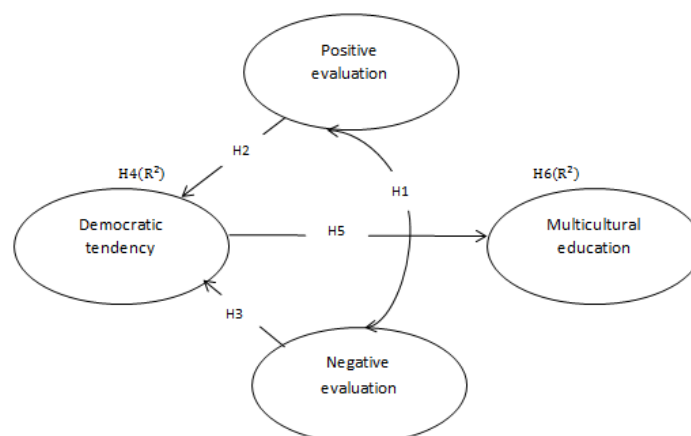 Positive
evaluation
H2
H4(R²)
H6(R²)
H1
Democratic
tendency
H5
Multicultural
education
H3
Negative
evaluation